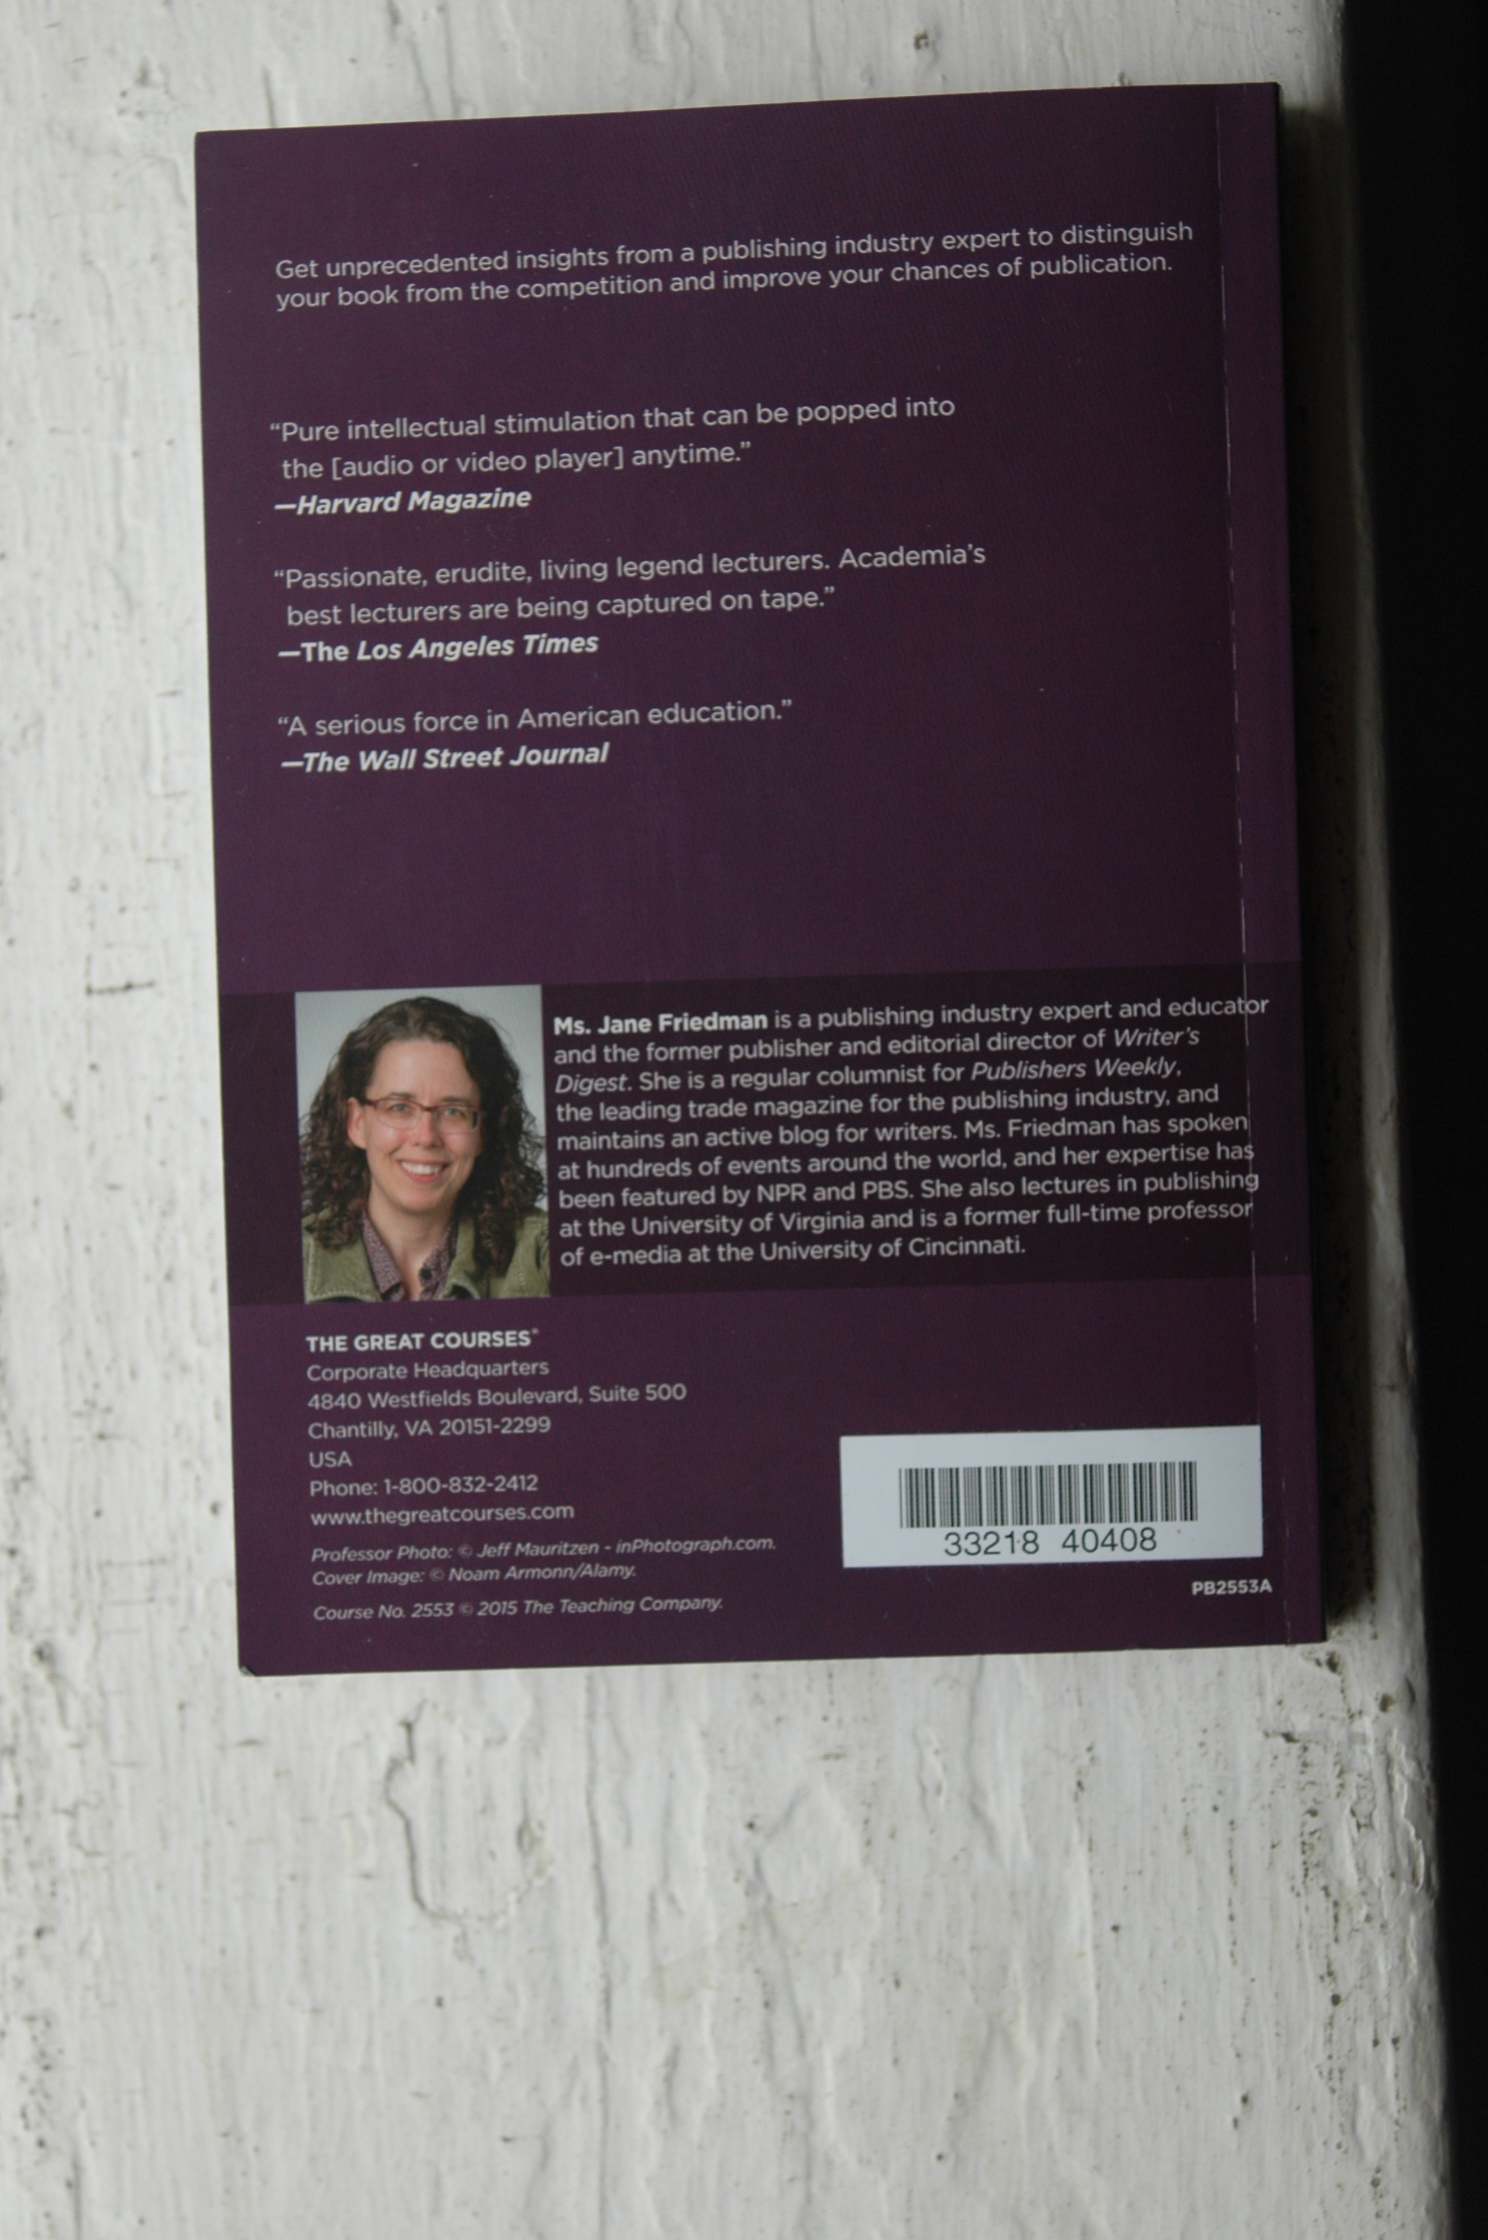 Get unprecedented insights from a publishing industry expert to distinguish
your book from the competition and improve your chances of publication.
“Pure intellectual stimulation that can be popped into
the [audio or video player] anytime.”
—Harvard Magazine
“Passionate, erudite, living legend lecturers. Academia’s
best lecturers are being captured on tape.”
—The Los Angeles Times
“A serious force in American education.”
—The Wall Street Journal
Ms. Jane Friedman is a publishing industry expert and educator
and the former publisher and editorial director of Writer’s
Digest. She is a regular columnist for Publishers Weekly,
the leading trade magazine for the publishing industry, and
maintains an active blog for writers. Ms. Friedman has spoken
at hundreds of events around the world, and her expertise has
been featured by NPR and PBS. She also lectures in publishing
at the University of Virginia and is a former full-time professor
of e-media at the University of Cincinnati.
THE GREAT COURSES®
Corporate Headquarters
4840 Westfields Boulevard, Suite 500
Chantilly, VA 20151-2299
USA
Phone: 1-800-832-2412
www.thegreatcourses.com
Professor Photo: © Jeff Mauritzen - inPhotograph.com.
Cover Image: © Noam Armonn/Alamy.
Course No. 2553 © 2015 The Teaching Company.
33218 40408
PB2553A